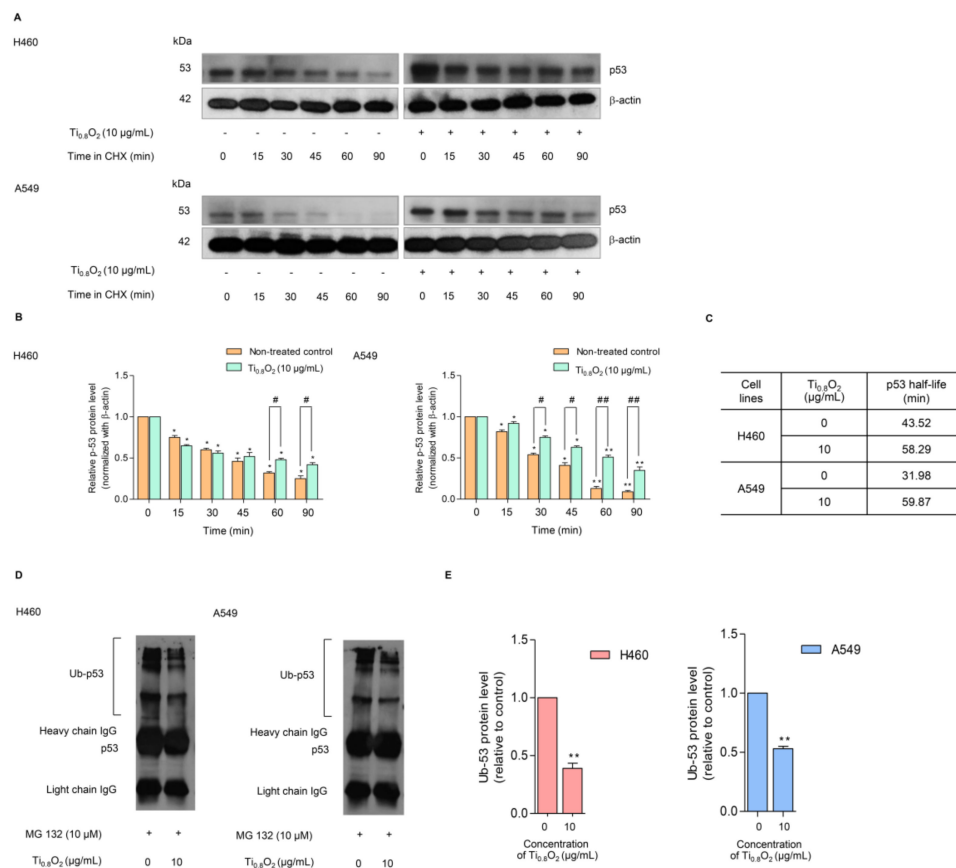 A
H460
kDa
53
p53
42
β-actin
Ti0.8O2 (10 µg/mL) - - - - - - + + + + + +
Time in CHX (min) 0 15 30 45 60 90 0 15 30 45 60 90
A549
kDa
53
p53
42
β-actin
Ti0.8O2 (10 µg/mL) - - - - - - + + + + + +
Time in CHX (min) 0 15 30 45 60 90 0 15 30 45 60 90
B
H460
Non-treated control
Ti0.8O2 (10 µg/mL)
Relative p-53 protein level
(normalized with β-actin)
1.5
1.0
0.5
0.0
* * * * * * * * * *
# #
0 15 30 45 60 90
Time (min)
A549
Non-treated control
Ti0.8O2 (10 µg/mL)
Relative p-53 protein level
(normalized with β-actin)
1.5
1.0
0.5
0.0
* * * * * * ** ** ** **
# # ## ##
0 15 30 45 60 90
Time (min)
C
Cell lines Ti0.8O2 (µg/mL) p53 half-life (min)
H460 0 43.52
10 58.29
A549 0 31.98
10 59.87
D
H460
Ub-p53
Heavy chain IgG
p53
Light chain IgG
MG 132 (10 µM) + +
Ti0.8O2 (µg/mL) 0 10
A549
Ub-p53
Heavy chain IgG
p53
Light chain IgG
MG 132 (10 µM) + +
Ti0.8O2 (µg/mL) 0 10
E
H460
Ub-53 protein level
(relative to control)
1.5
1.0
0.5
0.0
**
0 10
Concentration
of Ti0.8O2 (µg/mL)
A549
Ub-53 protein level
(relative to control)
1.5
1.0
0.5
0.0
**
0 10
Concentration
of Ti0.8O2 (µg/mL)